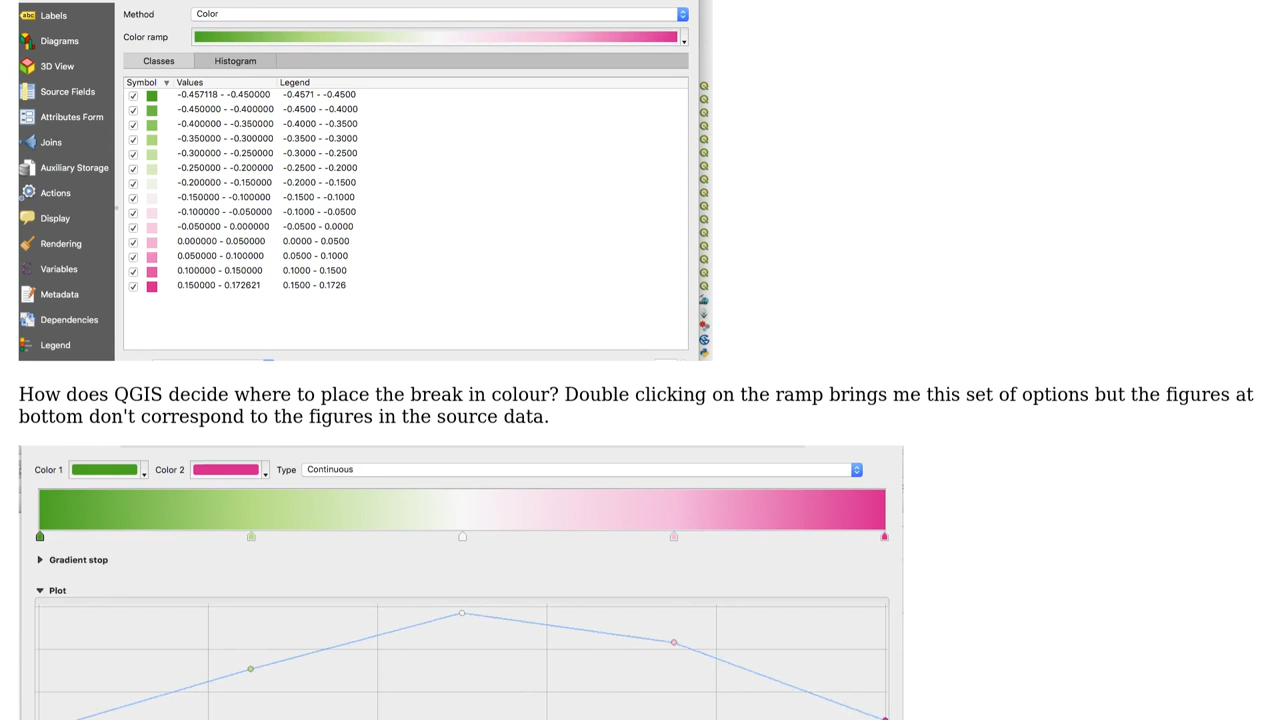 Labels
Diagrams
3D View
Source Fields
Attributes Form
Joins
Auxiliary Storage
Actions
Display
Rendering
Variables
Metadata
Dependencies
Legend
abc
Method Color
Color ramp
Classes Histogram
Symbol Values Legend
-0.457118 - -0.450000 -0.4571 - -0.4500
-0.450000 - -0.400000 -0.4500 - -0.4000
-0.400000 - -0.350000 -0.4000 - -0.3500
-0.350000 - -0.300000 -0.3500 - -0.3000
-0.300000 - -0.250000 -0.3000 - -0.2500
-0.250000 - -0.200000 -0.2500 - -0.2000
-0.200000 - -0.150000 -0.2000 - -0.1500
-0.150000 - -0.100000 -0.1500 - -0.1000
-0.100000 - -0.050000 -0.1000 - -0.0500
-0.050000 - 0.000000 -0.0500 - 0.0000
0.000000 - 0.050000 0.0000 - 0.0500
0.050000 - 0.100000 0.0500 - 0.1000
0.100000 - 0.150000 0.1000 - 0.1500
0.150000 - 0.172621 0.1500 - 0.1726
How does QGIS decide where to place the break in colour? Double clicking on the ramp brings me this set of options but the figures at
bottom don't correspond to the figures in the source data.
Color 1 Color 2 Type Continuous
Gradient stop
Plot